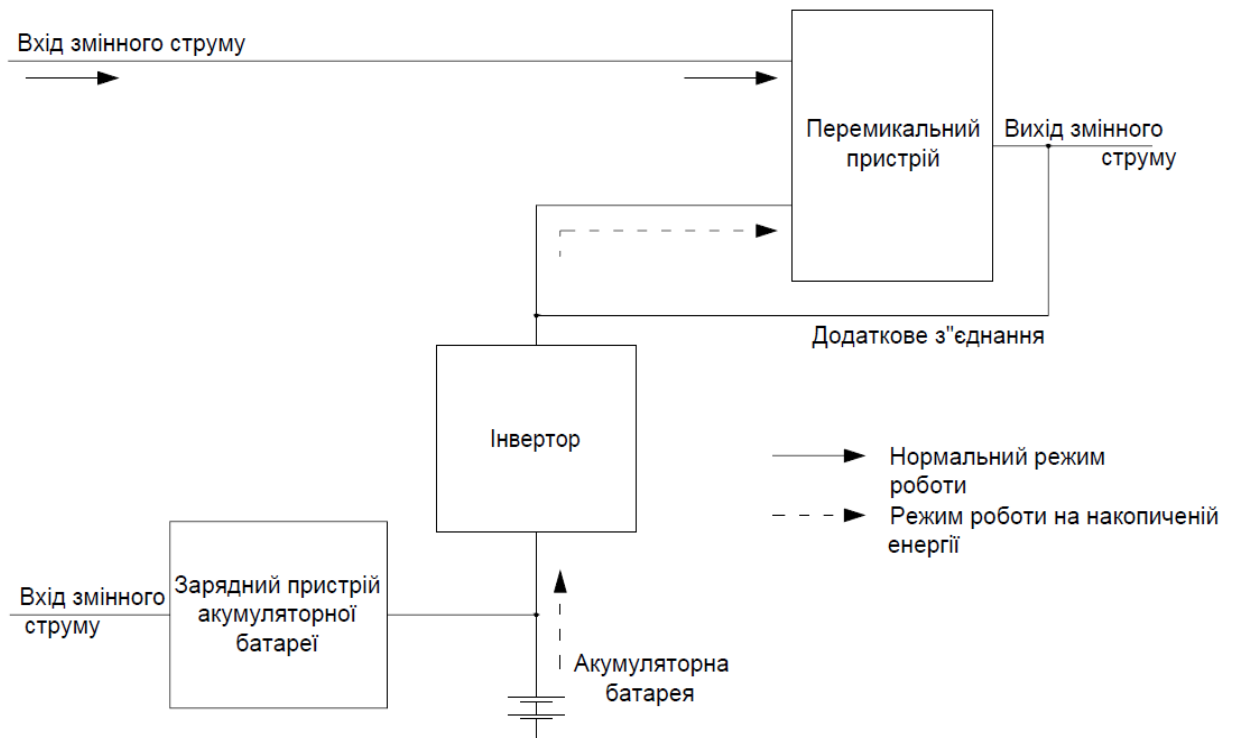 Вхід змінного струму
Перемикальний
пристрій
Вихід змінного
струму
Додаткове з"єднання
Інвертор
Нормальний режим
роботи
Режим роботи на накопиченій
енергії
Вхід змінного
струму
Зарядний пристрій
акумуляторної
батареї
Акумуляторна
батарея